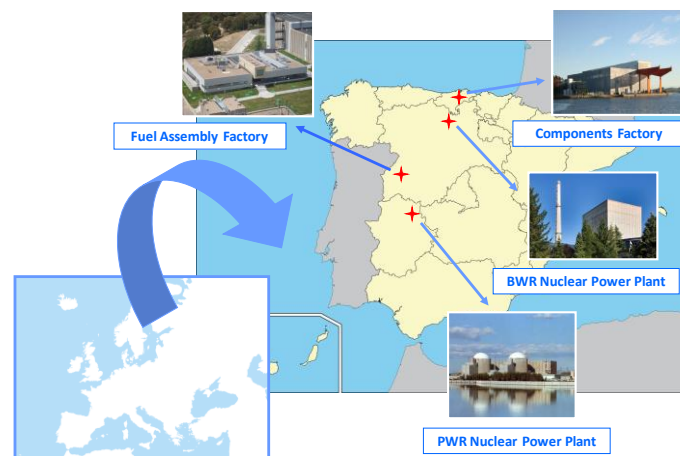 Fuel Assembly Factory
Components Factory
BWR Nuclear Power Plant
PWR Nuclear Power Plant